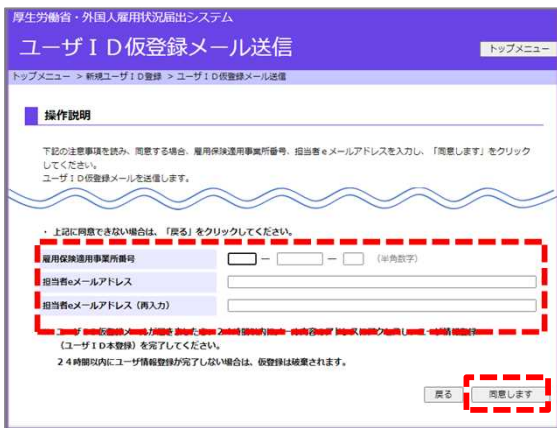 厚生労働省・外国人雇用状況届出システム
ユーザＩＤ仮登録メール送信
トップメニュー
トップメニュー > 新規ユーザＩＤ登録 > ユーザＩＤ仮登録メール送信
操作説明
下記の注意事項を読み、同意する場合、雇用保険適用事業所番号、担当者ｅメールアドレスを入力し、「同意します」をクリック
してください。
ユーザＩＤ仮登録メールを送信します。
・ 上記に同意できない場合は、「戻る」をクリックしてください。
雇用保険適用事業所番号 － － (半角数字)
担当者eメールアドレス
担当者eメールアドレス（再入力）
（ユーザＩＤ本登録）を完了してください。
２４時間以内にユーザ情報登録が完了しない場合は、仮登録は破棄されます。
戻る 同意します